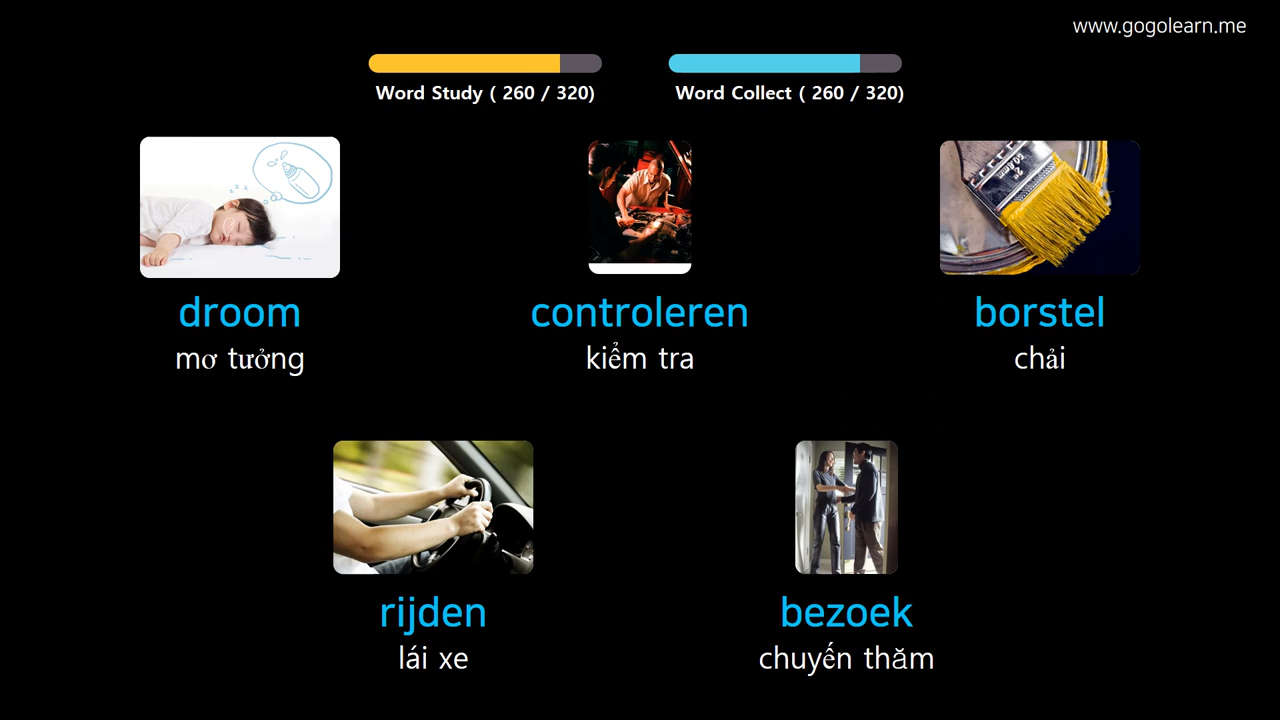 www.gogolearn.me
Word Study ( 260 / 320)
Word Collect ( 260 / 320)
droom
mơ tưởng
controleren
kiểm tra
borstel
chải
rijden
lái xe
bezoek
chuyến thăm